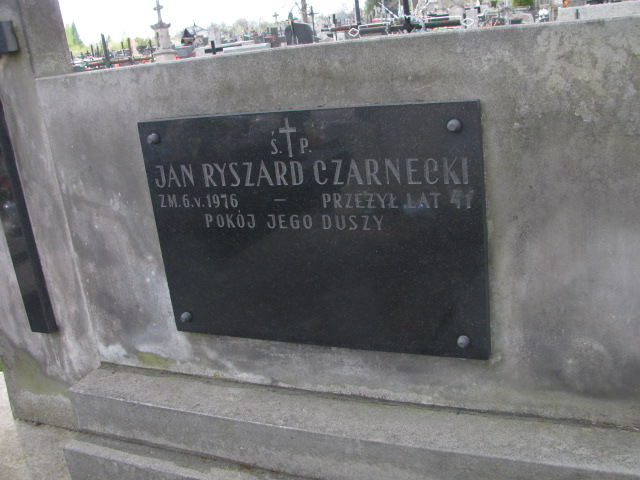 Ś. P.
JAN RYSZARD CZARNECKI
ZM. 6.V.1976 — PRZEŻYŁ LAT 41
POKÓJ JEGO DUSZY